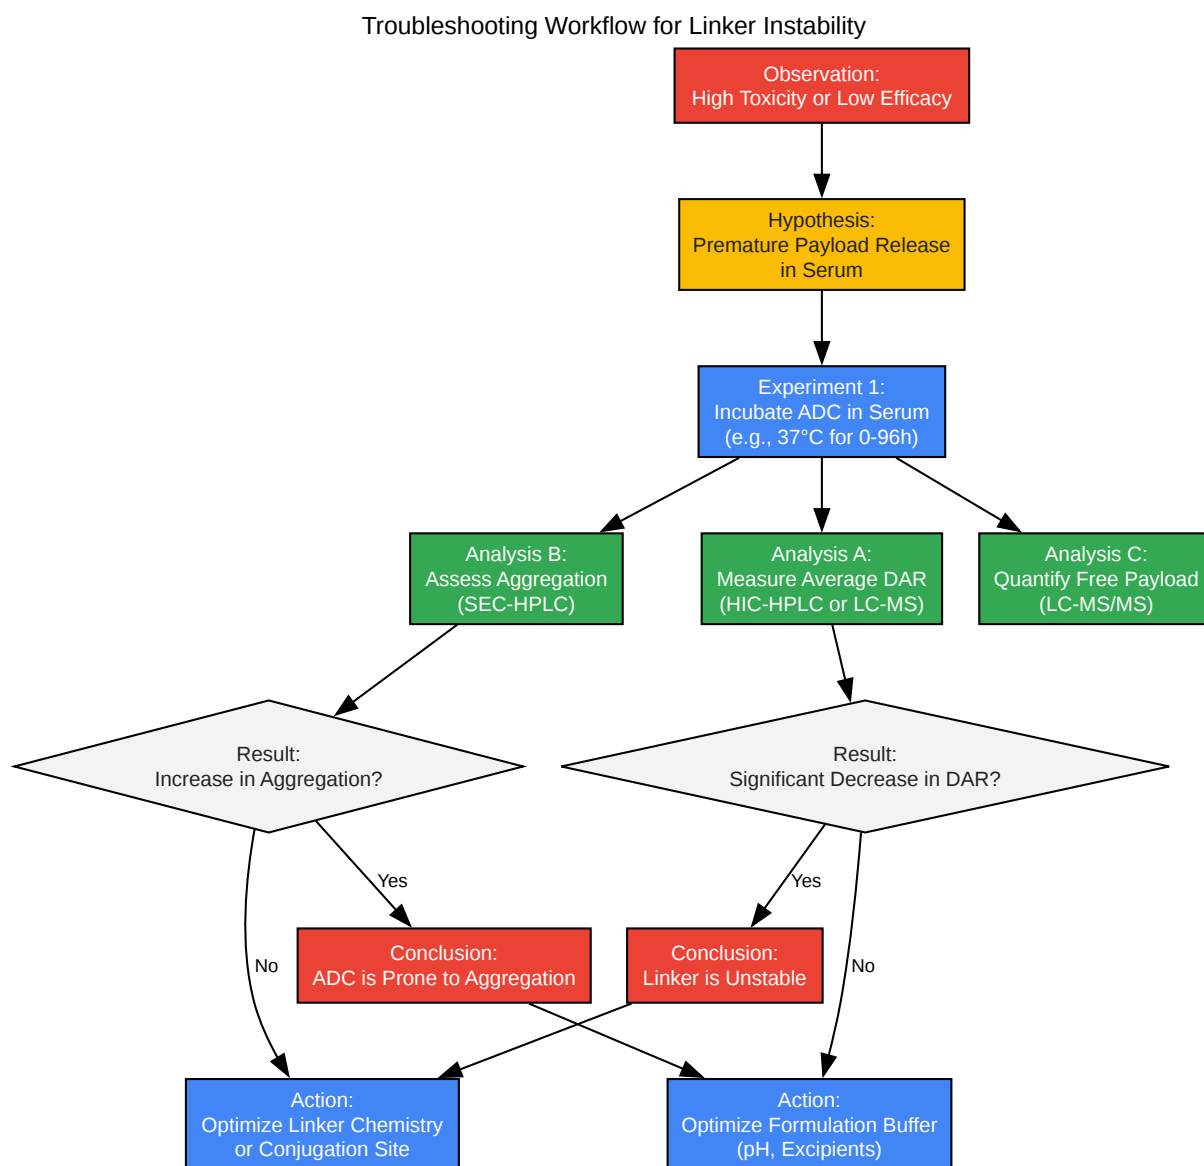 Troubleshooting Workflow for Linker Instability
Observation:
High Toxicity or Low Efficacy
Hypothesis:
Premature Payload Release
in Serum
Experiment 1:
Incubate ADC in Serum
(e.g., 37°C for 0-96h)
Analysis B:
Assess Aggregation
(SEC-HPLC)
Analysis A:
Measure Average DAR
(HIC-HPLC or LC-MS)
Analysis C:
Quantify Free Payload
(LC-MS/MS)
Result:
Increase in Aggregation?
Result:
Significant Decrease in DAR?
Yes
Yes
Conclusion:
ADC is Prone to Aggregation
Conclusion:
Linker is Unstable
No
No
Action:
Optimize Linker Chemistry
or Conjugation Site
Action:
Optimize Formulation Buffer
(pH, Excipients)